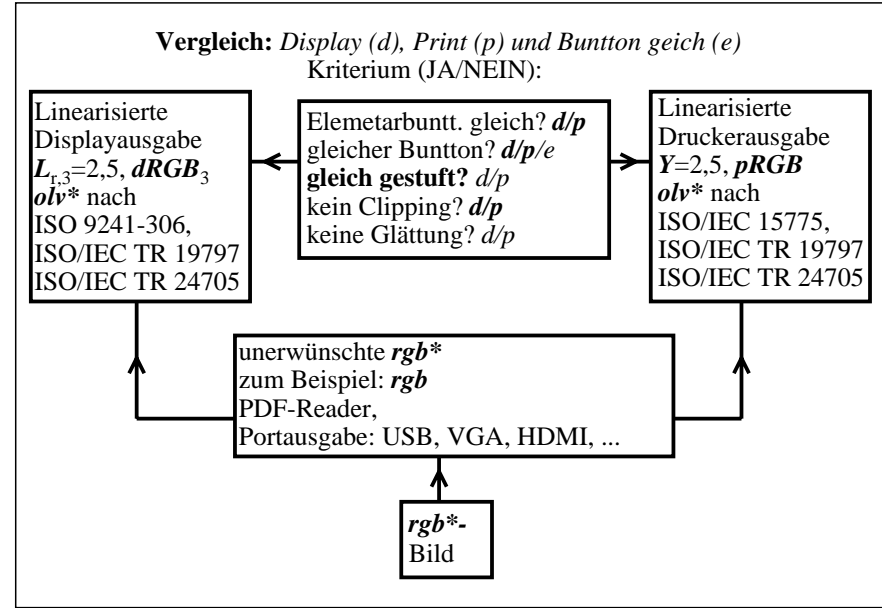 Vergleich: Display (d), Print (p) und Buntton geich (e)
Kriterium (JA/NEIN):
Linearisierte
Displayausgabe
Lr,3=2,5, dRGB3
olv* nach
ISO 9241-306,
ISO/IEC TR 19797
ISO/IEC TR 24705
Elemetarbuntt. gleich? d/p
gleicher Buntton? d/p/e
gleich gestuft? d/p
kein Clipping? d/p
keine Glättung? d/p
Linearisierte
Druckerausgabe
Y=2,5, pRGB
olv* nach
ISO/IEC 15775,
ISO/IEC TR 19797
ISO/IEC TR 24705
unerwünschte rgb*
zum Beispiel: rgb
PDF-Reader,
Portausgabe: USB, VGA, HDMI, ...
rgb*-
Bild